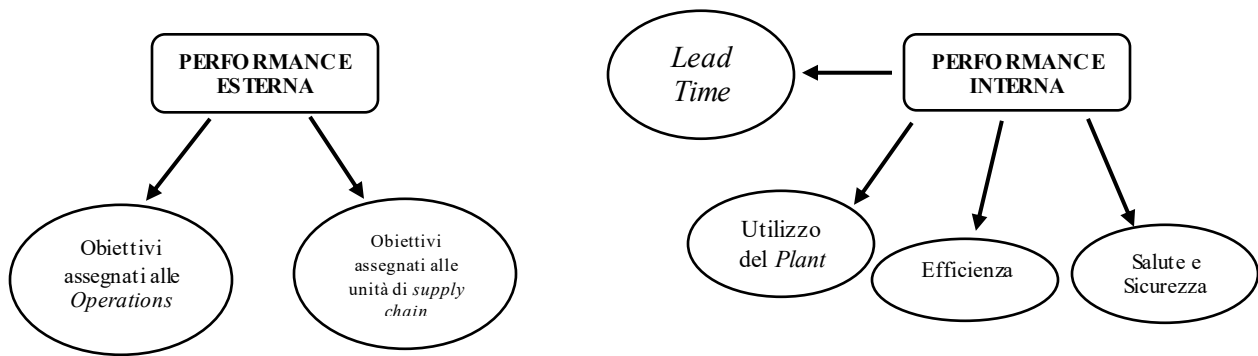 PERFORMANCE
ESTERNA
Obiettivi
assegnati alle
Operations
Obiettivi
assegnati alle
unità di supply
chain
PERFORMANCE
INTERNA
Lead
Time
Utilizzo
del Plant
Efficienza
Salute e
Sicurezza